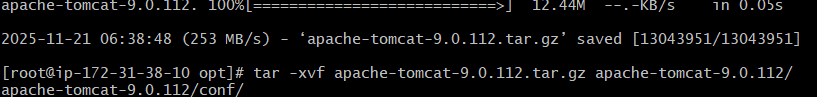 apache-tomcat-9.0.112. 100%[===========================>]  12.44M  --.-KB/s    in 0.05s
2025-11-21 06:38:48 (253 MB/s) - ‘apache-tomcat-9.0.112.tar.gz’ saved [13043951/13043951]
[root@ip-172-31-38-10 opt]# tar -xvf apache-tomcat-9.0.112.tar.gz apache-tomcat-9.0.112/
apache-tomcat-9.0.112/conf/